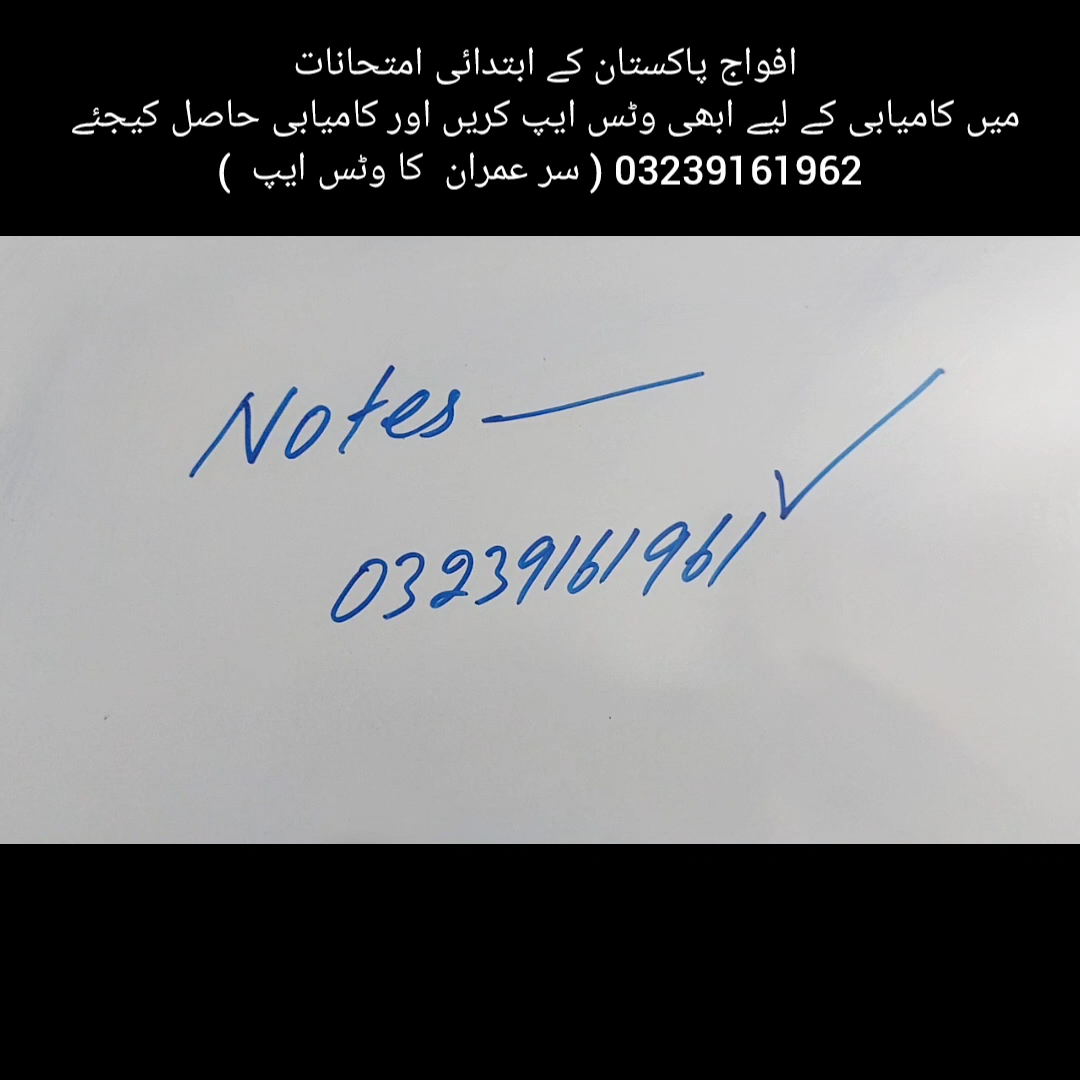 افواج پاکستان کے ابتدائی امتحانات
میں کامیابی کے لیے ابھی وٹس ایپ کریں اور کامیابی حاصل کیجئے
03239161962 ( سر عمران کا وٹس ایپ )
Notes —
03239161961 ✓